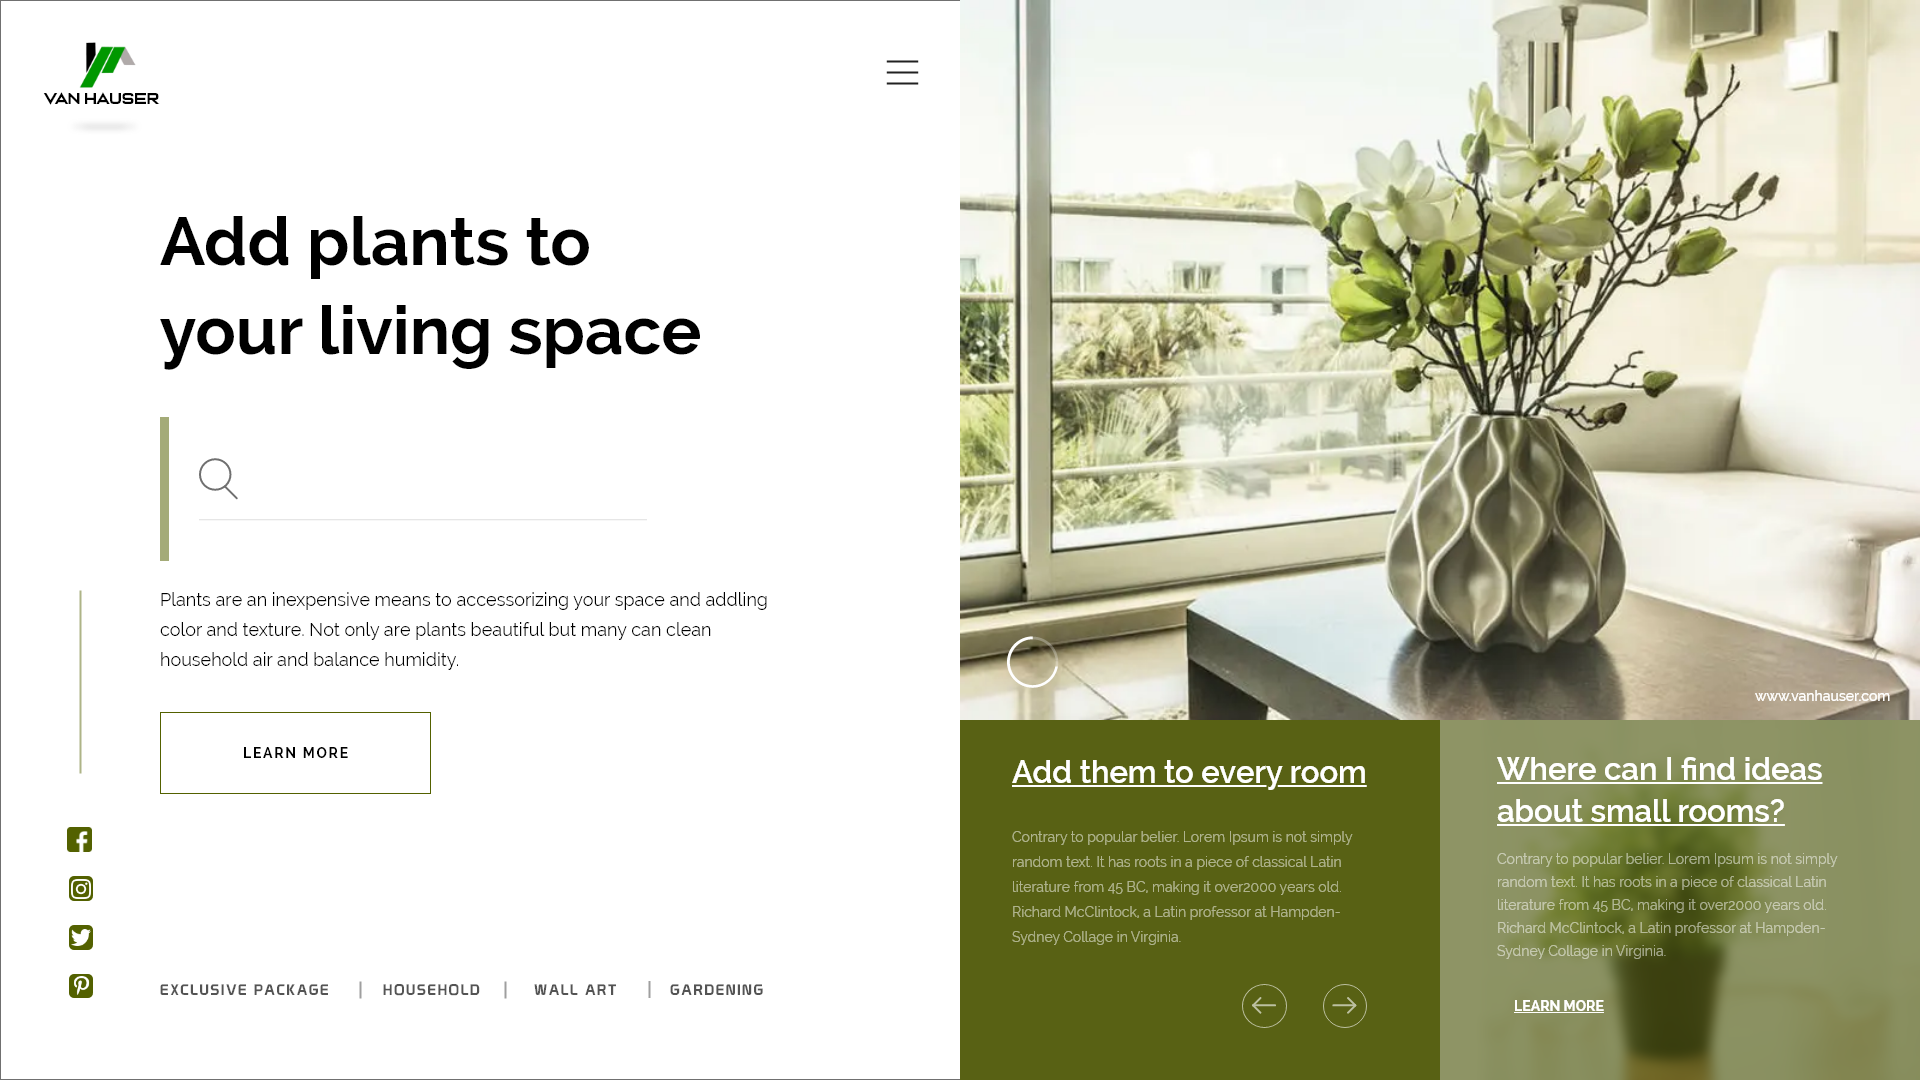 VAN HAUSER
Add plants to
your living space
Plants are an inexpensive means to accessorizing your space and addling
color and texture. Not only are plants beautiful but many can clean
household air and balance humidity.
LEARN MORE
EXCLUSIVE PACKAGE | HOUSEHOLD | WALL ART | GARDENING
www.vanhauser.com
Add them to every room
Contrary to popular belier. Lorem Ipsum is not simply
random text. It has roots in a piece of classical Latin
literature from 45 BC, making it over2000 years old.
Richard McClintock, a Latin professor at Hampden-
Sydney Collage in Virginia.
Where can I find ideas
about small rooms?
Contrary to popular belier. Lorem Ipsum is not simply
random text. It has roots in a piece of classical Latin
literature from 45 BC, making it over2000 years old.
Richard McClintock, a Latin professor at Hampden-
Sydney Collage in Virginia.
LEARN MORE